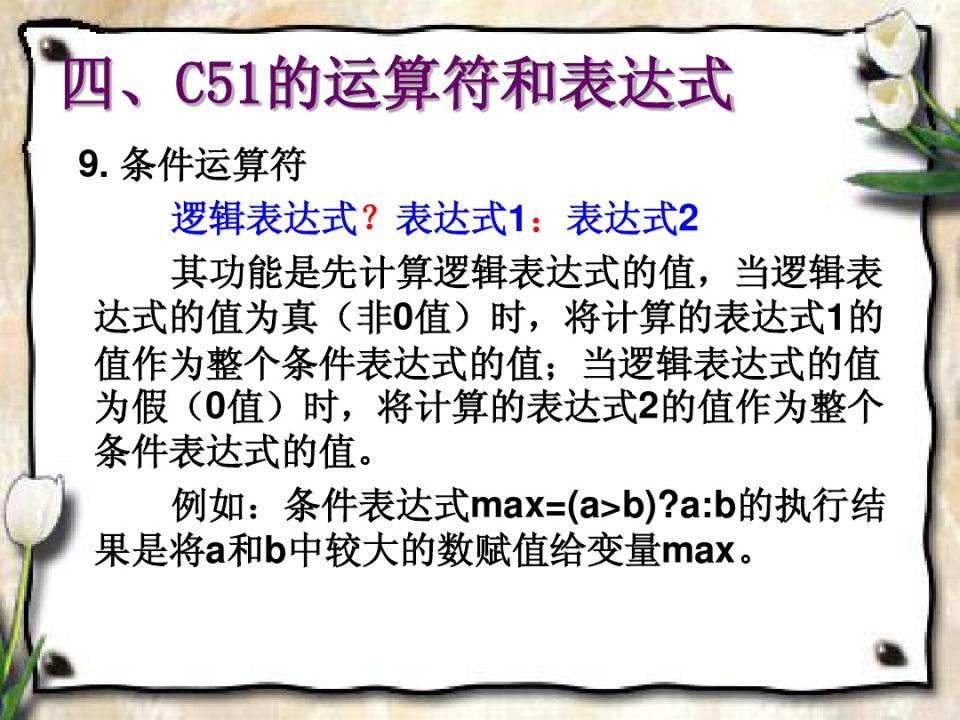 四、C51的运算符和表达式
9. 条件运算符
逻辑表达式？表达式1：表达式2
其功能是先计算逻辑表达式的值，当逻辑表
达式的值为真（非0值）时，将计算的表达式1的
值作为整个条件表达式的值；当逻辑表达式的值
为假（0值）时，将计算的表达式2的值作为整个
条件表达式的值。
例如：条件表达式max=(a>b)?a:b的执行结
果是将a和b中较大的数赋值给变量max。